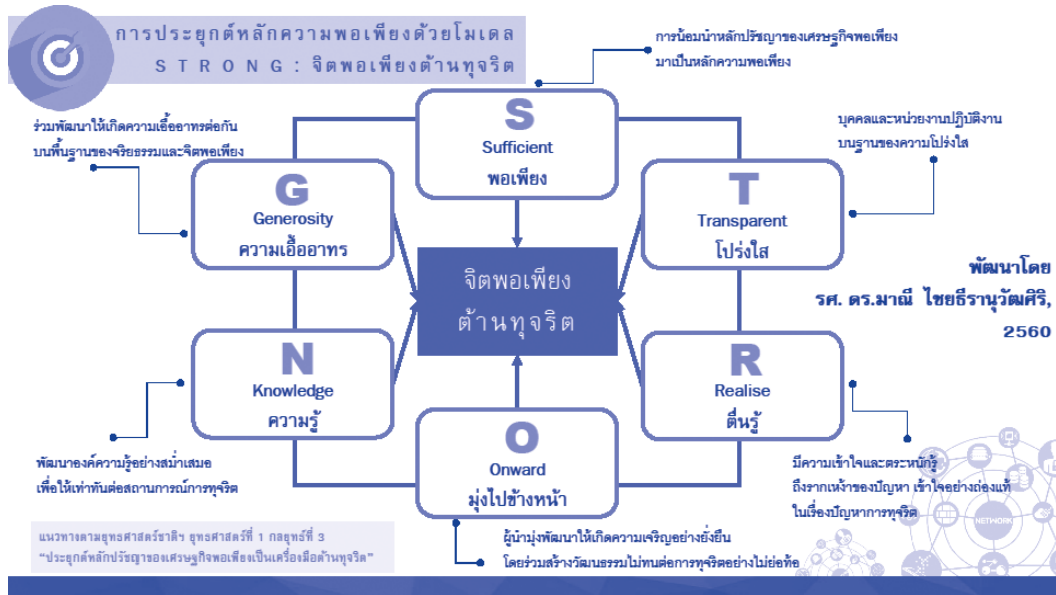 การประยุกต์หลักความพอเพียงด้วยโมเดล
STRONG : จิตพอเพียงต้านทุจริต
การน้อมนำหลักปรัชญาของเศรษฐกิจพอเพียง
มาเป็นหลักความพอเพียง
S
Sufficient
พอเพียง
บุคคลและหน่วยงานปฏิบัติงาน
บนฐานของความโปร่งใส
T
Transparent
โปร่งใส
ร่วมพัฒนาให้เกิดความเอื้ออาทรต่อกัน
บนพื้นฐานของจริยธรรมและจิตพอเพียง
G
Generosity
ความเอื้ออาทร
จิตพอเพียง
ต้านทุจริต
พัฒนาโดย
รศ. ดร.มาณี ไชยธีรานุวัฒศิริ,
2560
N
Knowledge
ความรู้
R
Realise
ตื่นรู้
O
Onward
มุ่งไปข้างหน้า
พัฒนาองค์ความรู้อย่างสม่ำเสมอ
เพื่อให้เท่าทันต่อสถานการณ์การทุจริต
มีความเข้าใจและตระหนักรู้
ถึงรากเหง้าของปัญหา เข้าใจอย่างถ่องแท้
ในเรื่องปัญหาการทุจริต
NETWORK
ผู้นำมุ่งพัฒนาให้เกิดความเจริญอย่างยั่งยืน
โดยร่วมสร้างวัฒนธรรมไม่ทนต่อการทุจริตอย่างไม่ย่อท้อ
แนวทางตามยุทธศาสตร์ชาติฯ ยุทธศาสตร์ที่ 1 กลยุทธ์ที่ 3
“ประยุกต์หลักปรัชญาของเศรษฐกิจพอเพียงเป็นเครื่องมือต้านทุจริต”